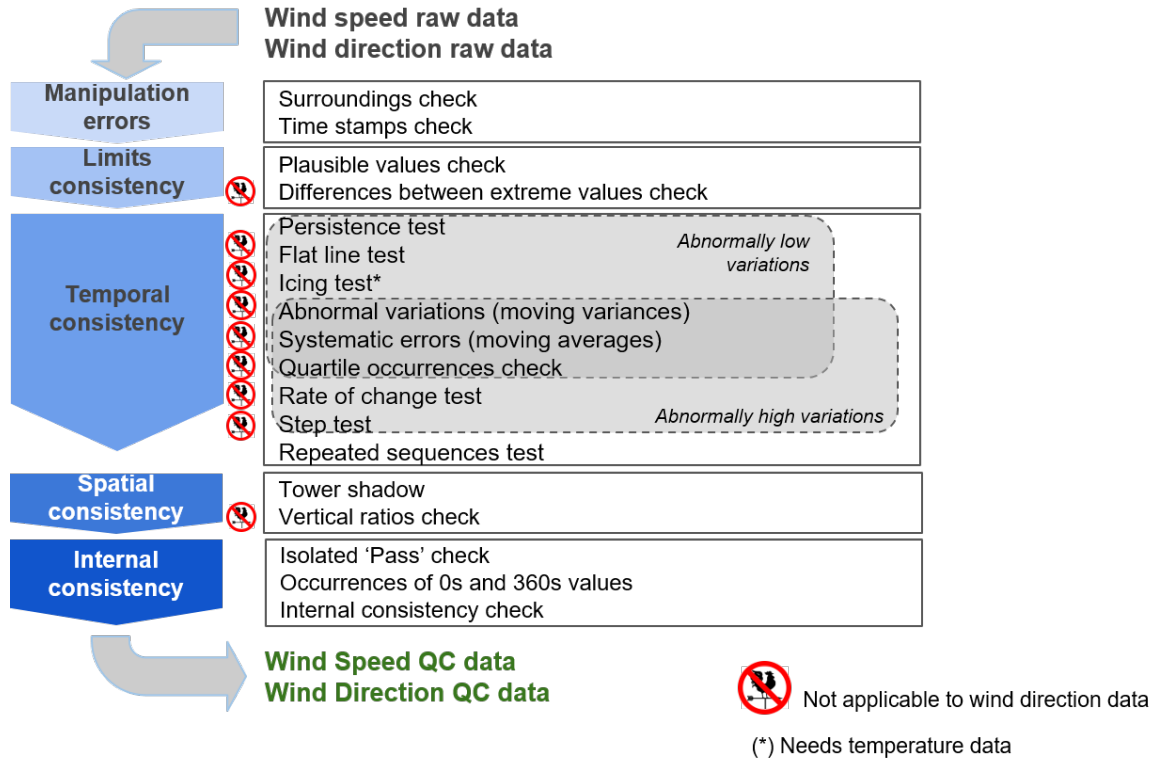 Wind speed raw data
Wind direction raw data
Manipulation
errors
Surroundings check
Time stamps check
Limits
consistency
Plausible values check
Differences between extreme values check
Temporal
consistency
Persistence test
Flat line test
Icing test*
Abnormal variations (moving variances)
Systematic errors (moving averages)
Quartile occurrences check
Rate of change test
Step test
Repeated sequences test
Abnormally low
variations
Abnormally high variations
Spatial
consistency
Tower shadow
Vertical ratios check
Internal
consistency
Isolated ‘Pass’ check
Occurrences of 0s and 360s values
Internal consistency check
Wind Speed QC data
Wind Direction QC data
Not applicable to wind direction data
(*) Needs temperature data